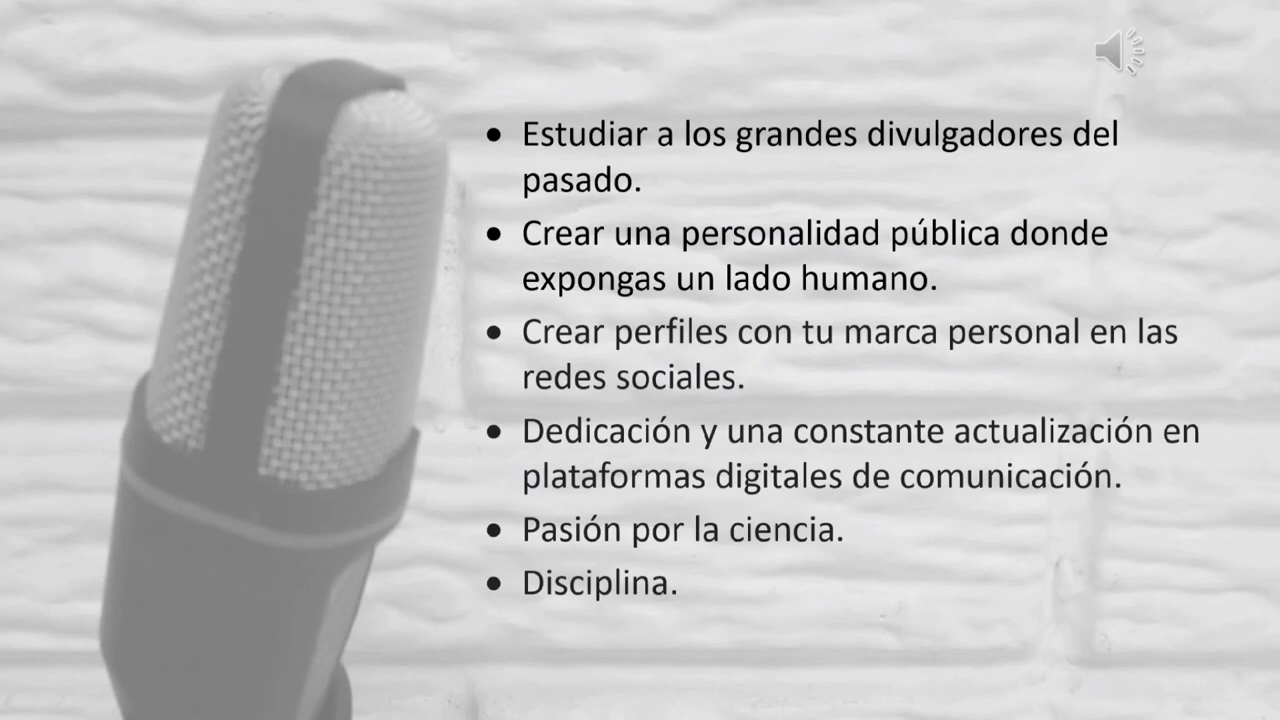 • Estudiar a los grandes divulgadores del
pasado.
• Crear una personalidad pública donde
expongas un lado humano.
• Crear perfiles con tu marca personal en las
redes sociales.
• Dedicación y una constante actualización en
plataformas digitales de comunicación.
• Pasión por la ciencia.
• Disciplina.